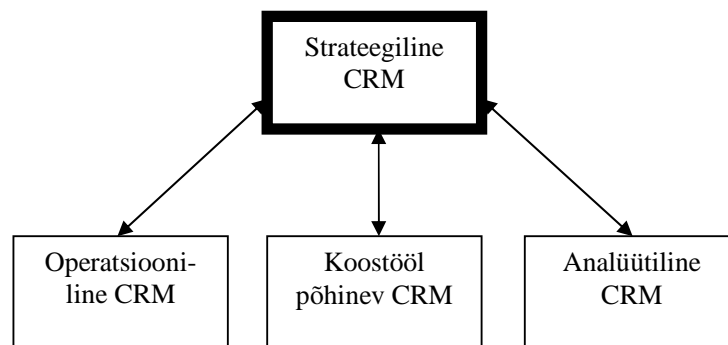 Strateegiline
CRM
Operatsiooni-
line CRM
Koostööl
põhinev CRM
Analüütiline
CRM